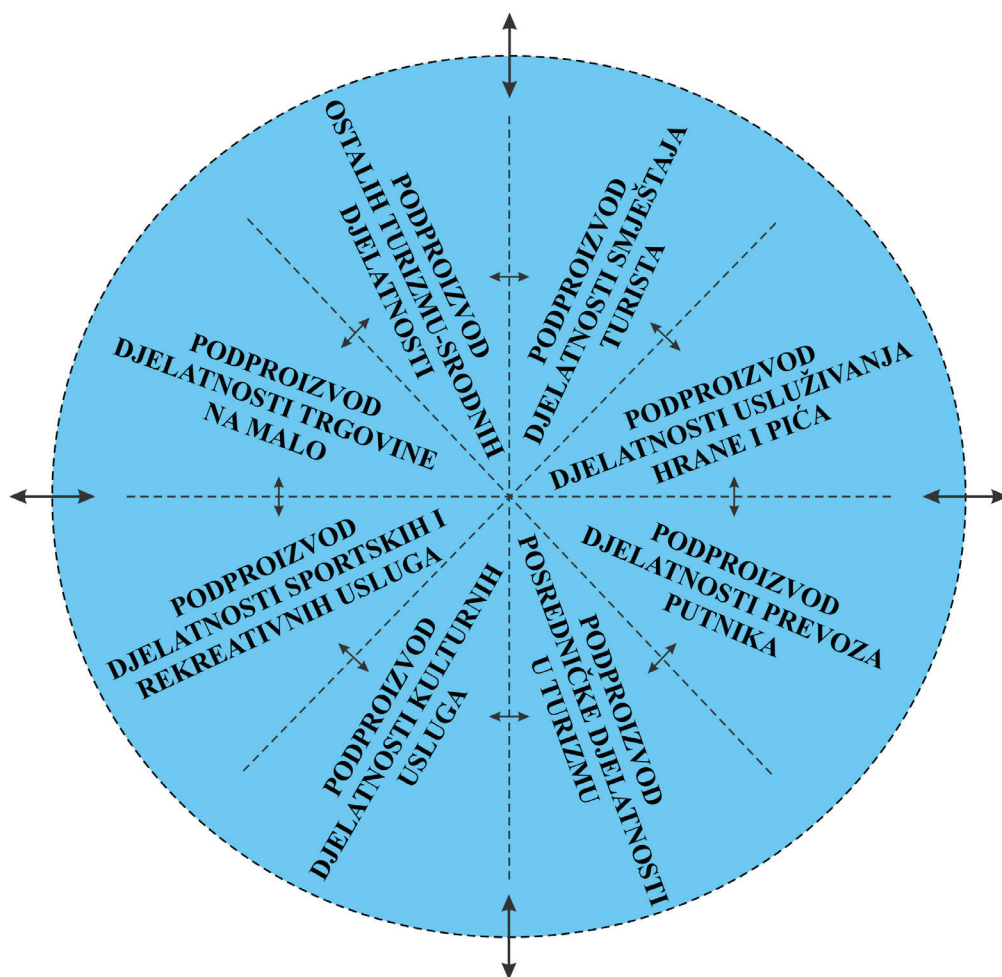 PODPROIZVOD
OSTALIH TURIZMU-SRODNIH
DJELATNOSTI
PODPROIZVOD
DJELATNOSTI SMJEŠTAJA
TURISTA
PODPROIZVOD
DJELATNOSTI USLUŽIVANJA
HRANE I PIĆA
PODPROIZVOD
DJELATNOSTI PREVOZA
PUTNIKA
PODPROIZVOD
POSREDNIČKE DJELATNOSTI
U TURIZMU
PODPROIZVOD
DJELATNOSTI KULTURNIH
USLUGA
PODPROIZVOD
DJELATNOSTI SPORTSKIH I
REKREATIVNIH USLUGA
PODPROIZVOD
DJELATNOSTI TRGOVINE
NA MALO